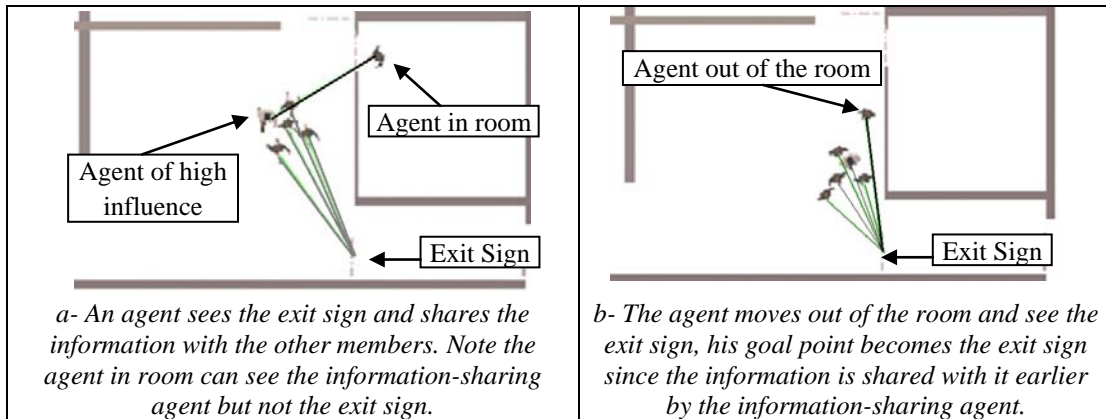 Agent in room
Agent of high
influence
Exit Sign
a- An agent sees the exit sign and shares the
information with the other members. Note the
agent in room can see the information-sharing
agent but not the exit sign.
Agent out of the room
Exit Sign
b- The agent moves out of the room and see the
exit sign, his goal point becomes the exit sign
since the information is shared with it earlier
by the information-sharing agent.